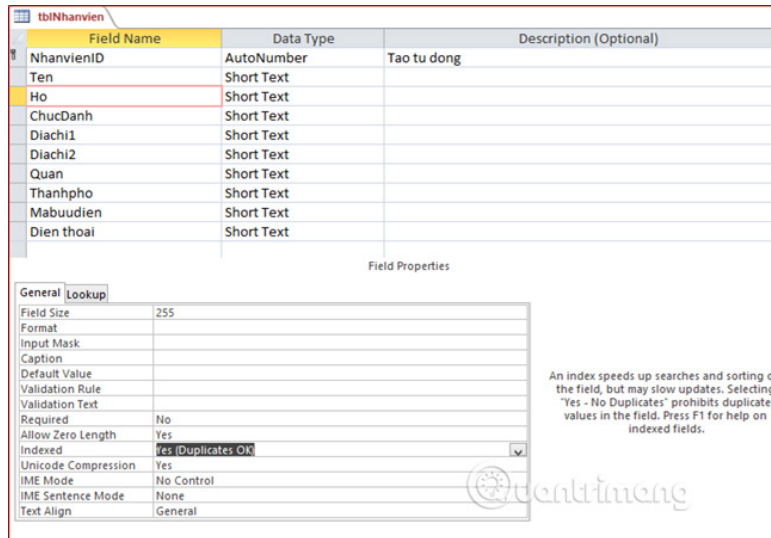 tblNhanvien
Field Name Data Type Description (Optional)
NhanvienID AutoNumber Tao tu dong
Ten Short Text
Ho Short Text
ChucDanh Short Text
Diachi1 Short Text
Diachi2 Short Text
Quan Short Text
Thanhpho Short Text
Mabuudien Short Text
Dien thoai Short Text
Field Properties
General Lookup
Field Size 255
Format
Input Mask
Caption
Default Value
Validation Rule
Validation Text
Required No
Allow Zero Length Yes
Indexed Yes (Duplicates OK)
Unicode Compression Yes
IME Mode No Control
IME Sentence Mode None
Text Align General
An index speeds up searches and sorting o
the field, but may slow updates. Selecting
"Yes - No Duplicates" prohibits duplicate
values in the field. Press F1 for help on
indexed fields.
Quantrimang